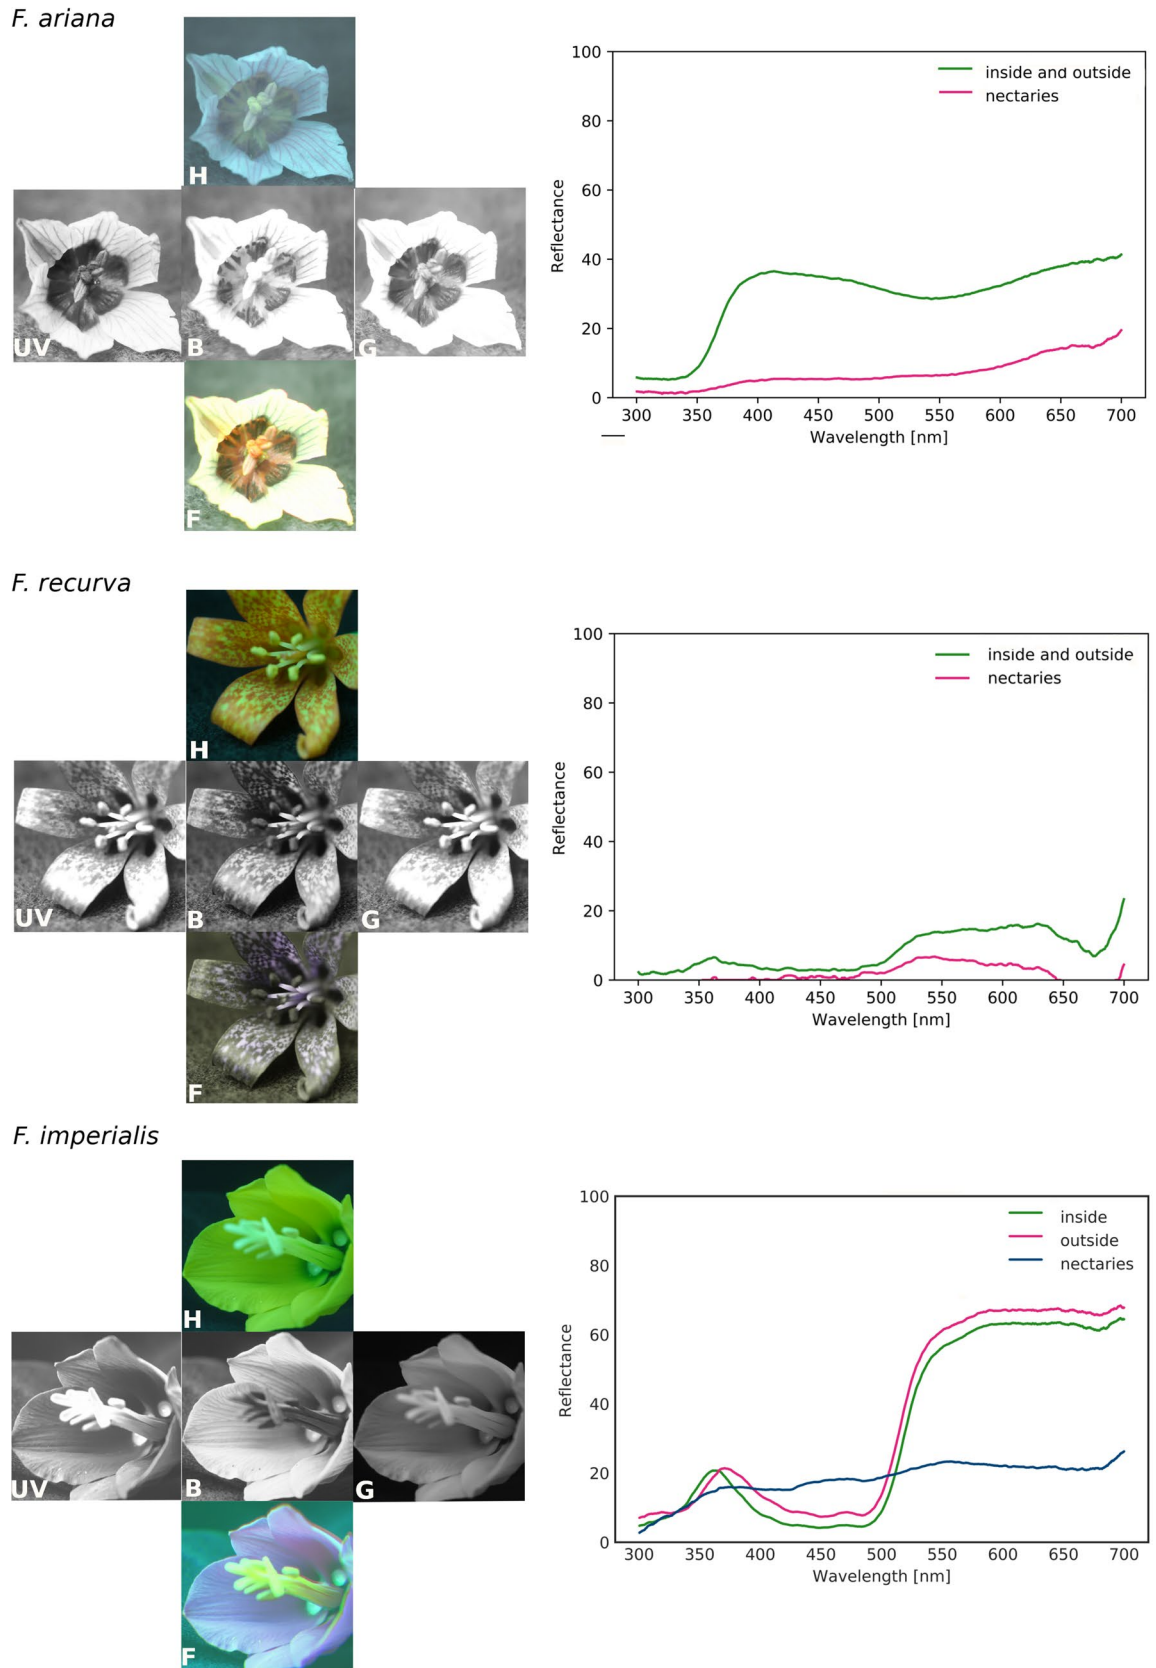 F. ariana
H
UV
B
G
F
100
80
60
40
20
0
Reflectance
inside and outside
nectaries
300 350 400 450 500 550 600 650 700
Wavelength [nm]
F. recurva
H
UV
B
G
F
100
80
60
40
20
0
Reflectance
inside and outside
nectaries
300 350 400 450 500 550 600 650 700
Wavelength [nm]
F. imperialis
H
UV
B
G
F
100
80
60
40
20
0
Reflectance
inside
outside
nectaries
300 350 400 450 500 550 600 650 700
Wavelength [nm]